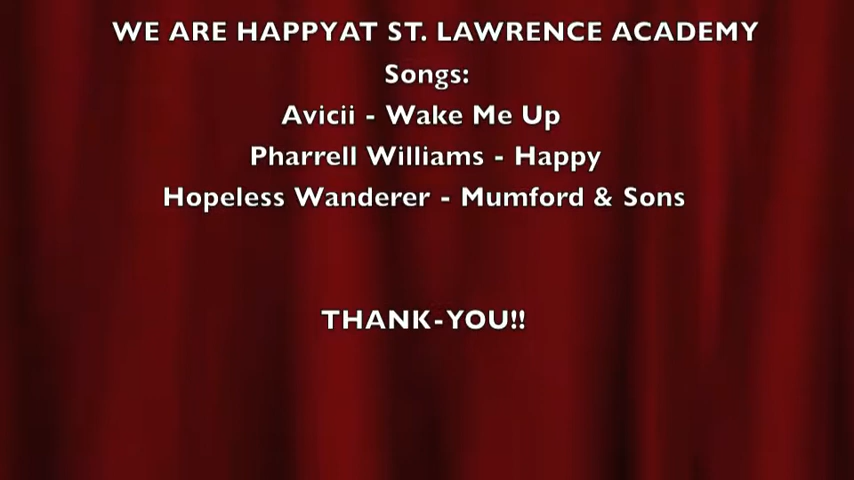 WE ARE HAPPYAT ST. LAWRENCE ACADEMY
Songs:
Avicii - Wake Me Up
Pharrell Williams - Happy
Hopeless Wanderer - Mumford & Sons
THANK-YOU!!